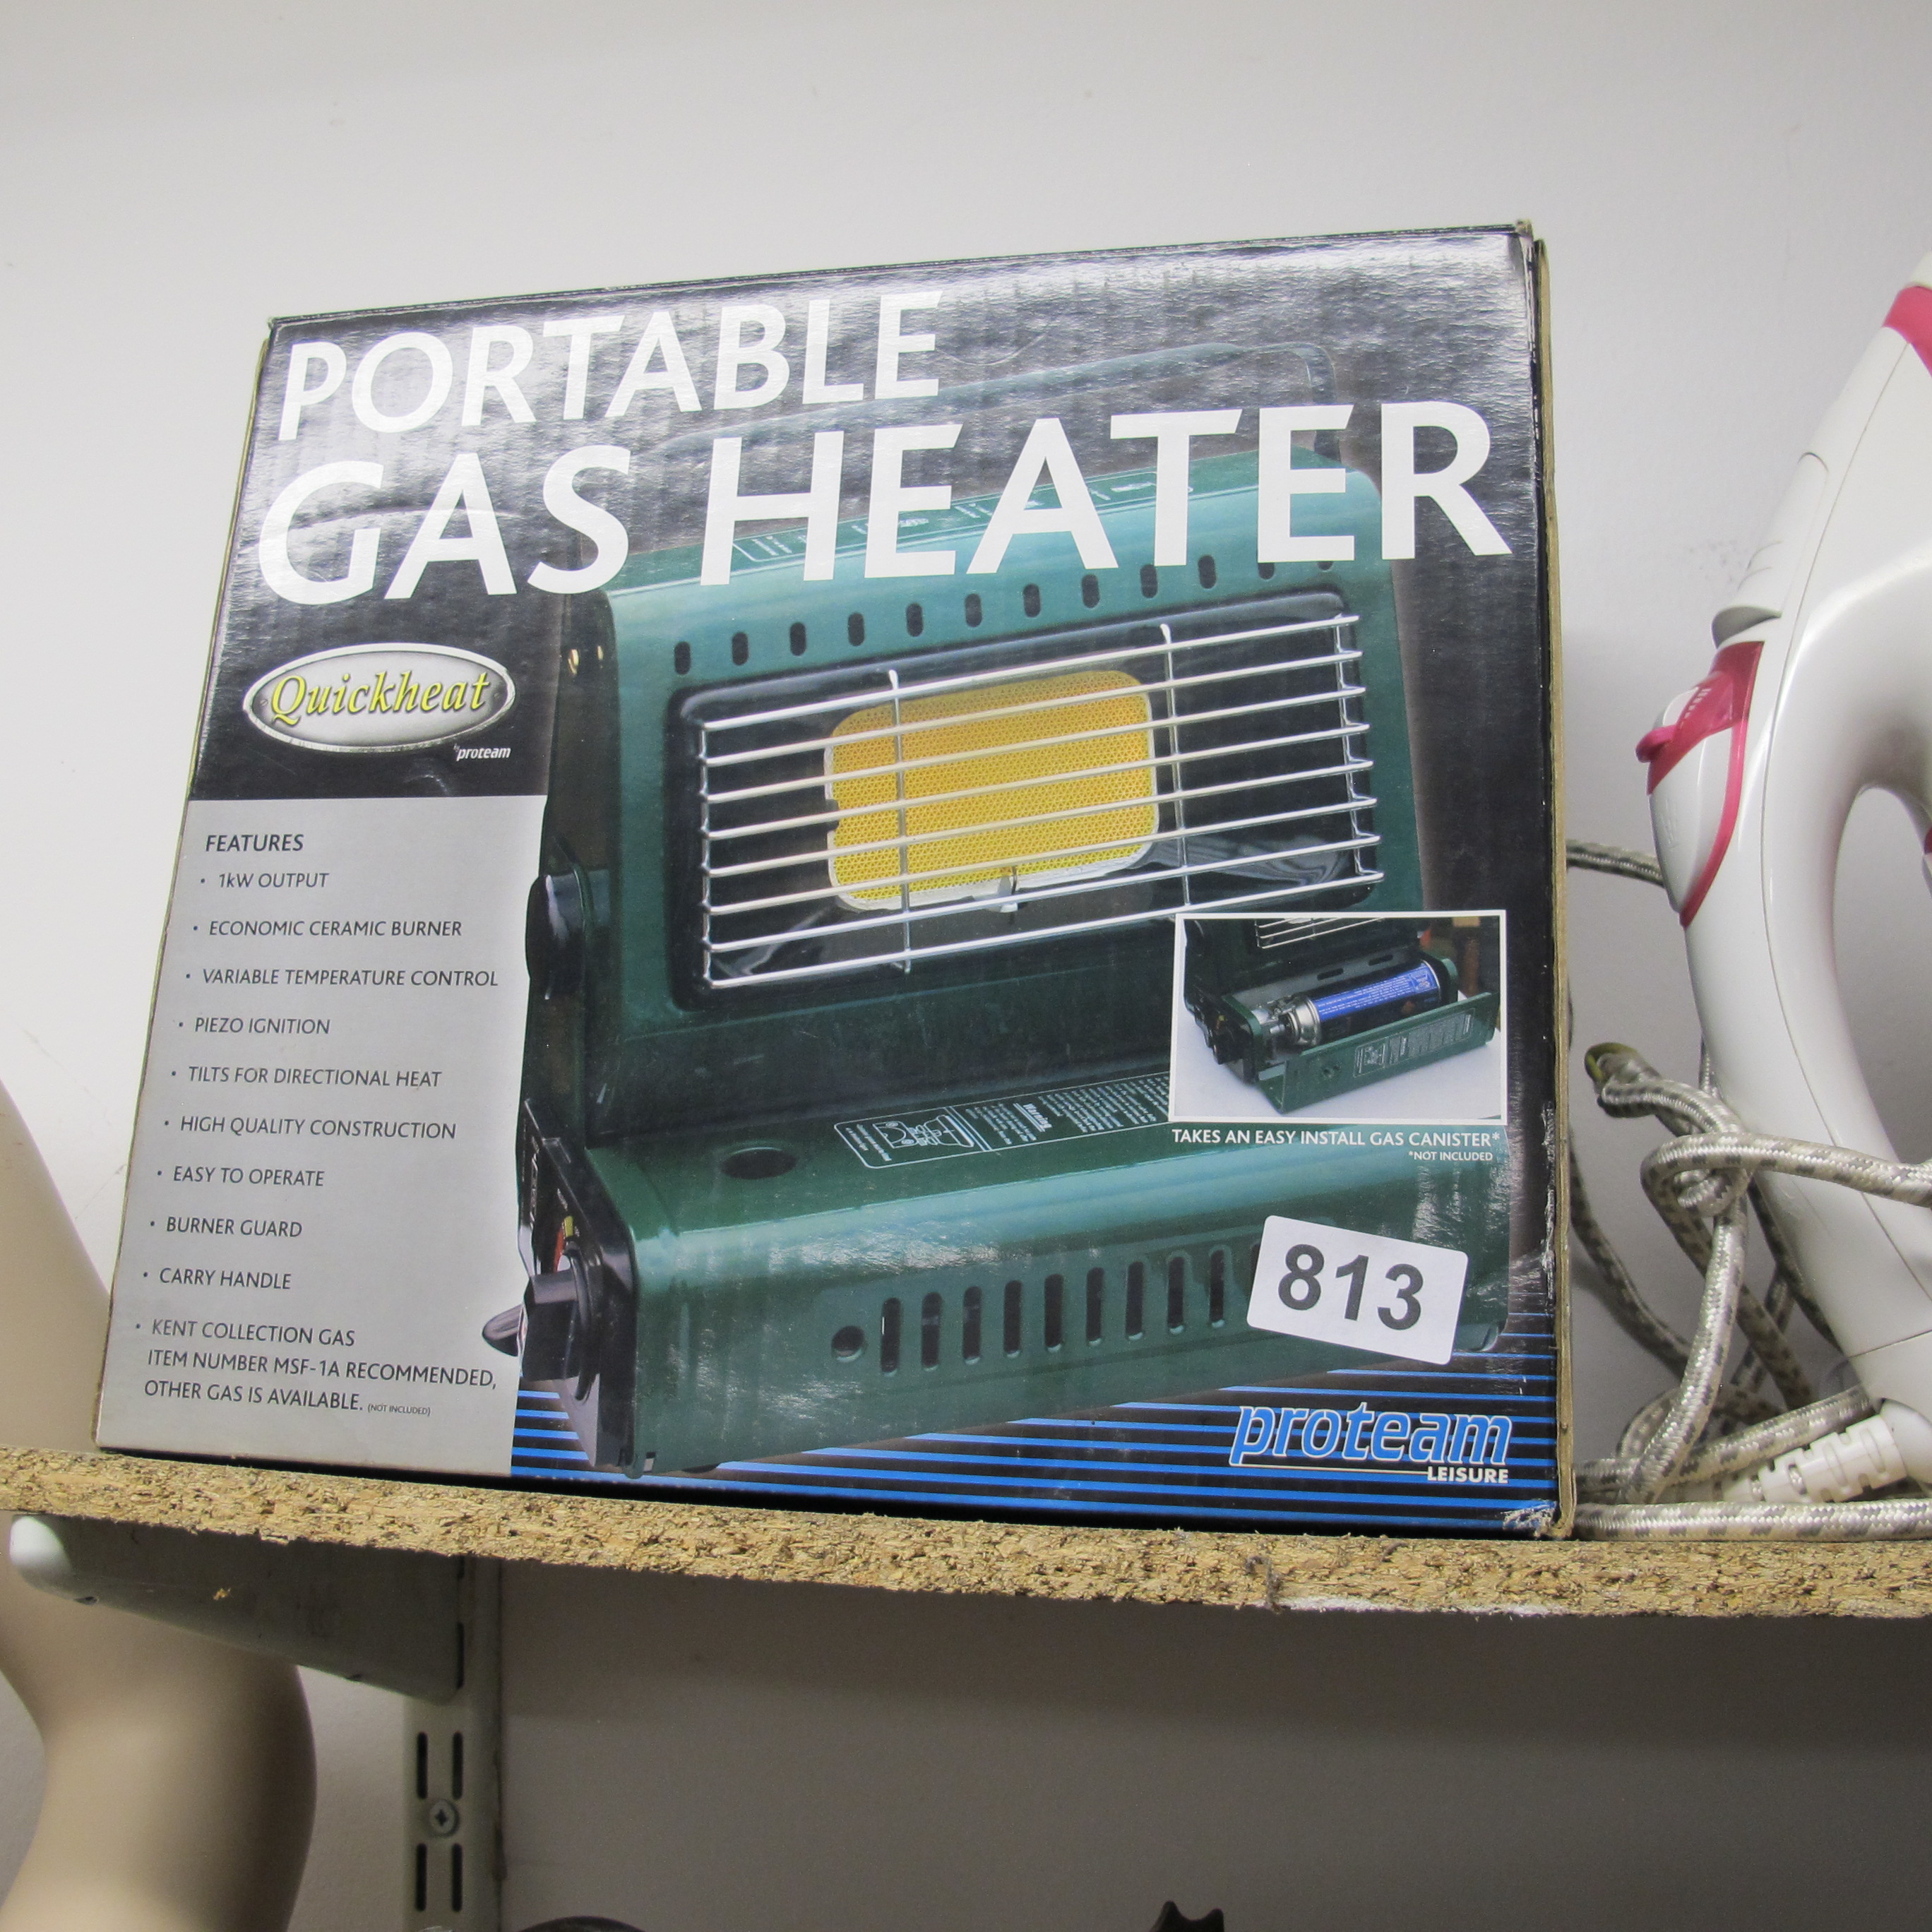 PORTABLE
GAS HEATER
Quickheat
by proteam
FEATURES
• 1kW OUTPUT
• ECONOMIC CERAMIC BURNER
• VARIABLE TEMPERATURE CONTROL
• PIEZO IGNITION
• TILTS FOR DIRECTIONAL HEAT
• HIGH QUALITY CONSTRUCTION
• EASY TO OPERATE
• BURNER GUARD
• CARRY HANDLE
• KENT COLLECTION GAS
ITEM NUMBER MSF-1A RECOMMENDED,
OTHER GAS IS AVAILABLE. (NOT INCLUDED)
Warning
TAKES AN EASY INSTALL GAS CANISTER*
*NOT INCLUDED
813
proteam
LEISURE